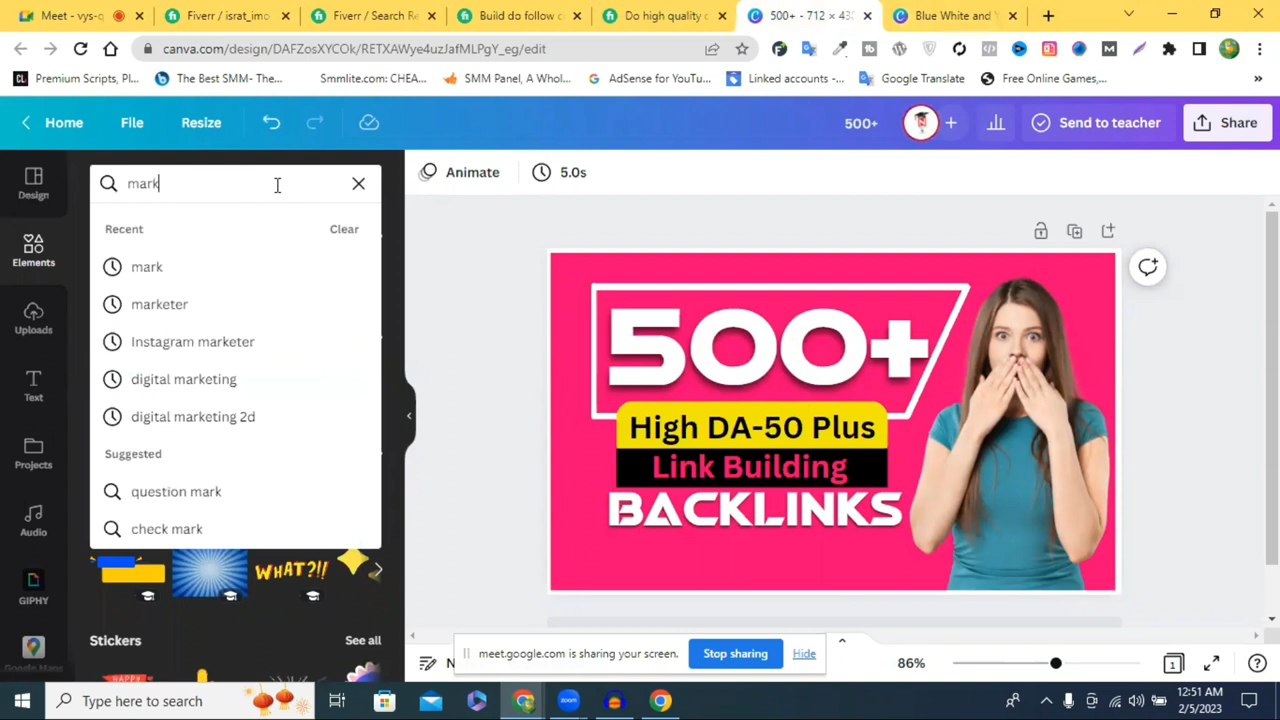 Meet - vys-q
Fiverr / israt_imo
Fiverr / Search Re
Build do follow c
Do high quality c
500+ - 712 × 43
Blue White and Y
canva.com/design/DAFZosXYCOk/RETXAWye4uzJafMLPgY_eg/edit
Premium Scripts, Pl...
The Best SMM- The...
Smmlite.com: CHEA...
SMM Panel, A Whol...
AdSense for YouTu...
Linked accounts -...
Google Translate
Free Online Games,...
»
Home
File
Resize
500+
Send to teacher
Share
Design
Elements
Uploads
Text
Projects
Audio
GIPHY
Google Maps
mark
Recent
Clear
mark
marketer
Instagram marketer
digital marketing
digital marketing 2d
Suggested
question mark
check mark
WHAT?!!
Stickers
See all
HAPPY
Animate
5.0s
500+
High DA-50 Plus
Link Building
BACKLINKS
meet.google.com is sharing your screen.
Stop sharing
Hide
86%
1
Type here to search
12:51 AM
2/5/2023